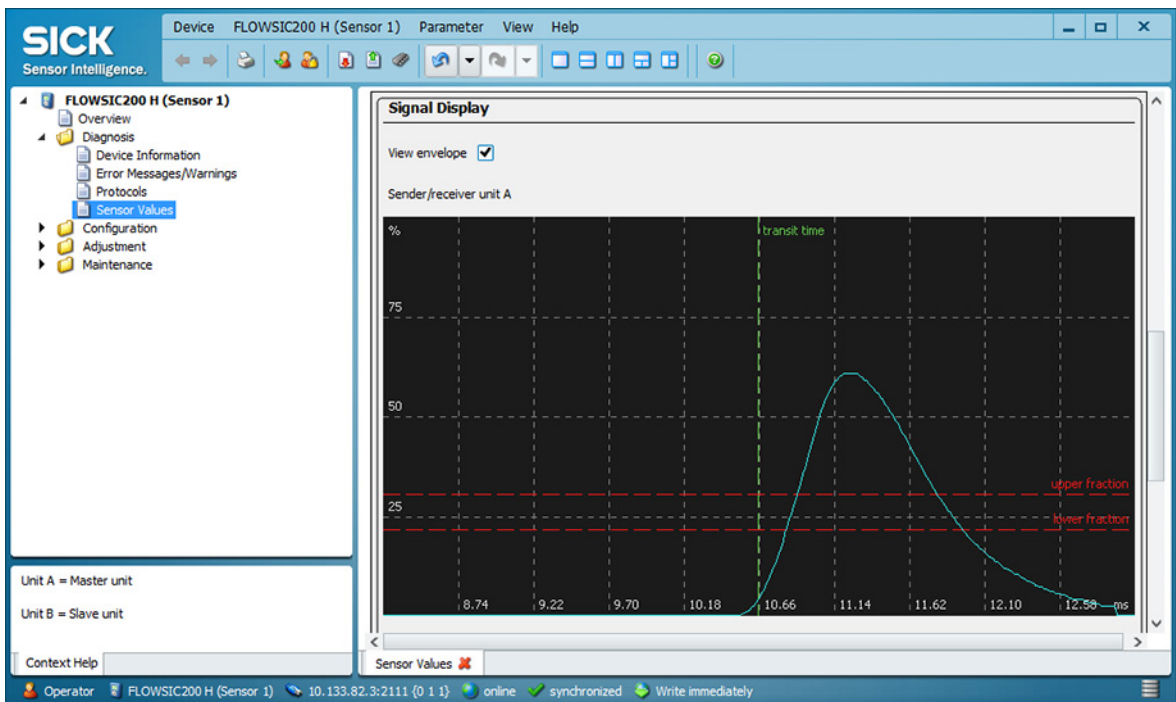 SICK
Sensor Intelligence.
Device FLOWSIC200 H (Sensor 1) Parameter View Help
FLOWSIC200 H (Sensor 1)
Overview
Diagnosis
Device Information
Error Messages/Warnings
Protocols
Sensor Values
Configuration
Adjustment
Maintenance
Unit A = Master unit
Unit B = Slave unit
Context Help
Signal Display
View envelope
Sender/receiver unit A
%
transit time
75
50
upper fraction
25
lower fraction
8.74 9.22 9.70 10.18 10.66 11.14 11.62 12.10 12.58 ms
Sensor Values
Operator FLOWSIC200 H (Sensor 1) 10.133.82.3:2111 {0 1 1} online synchronized Write immediately